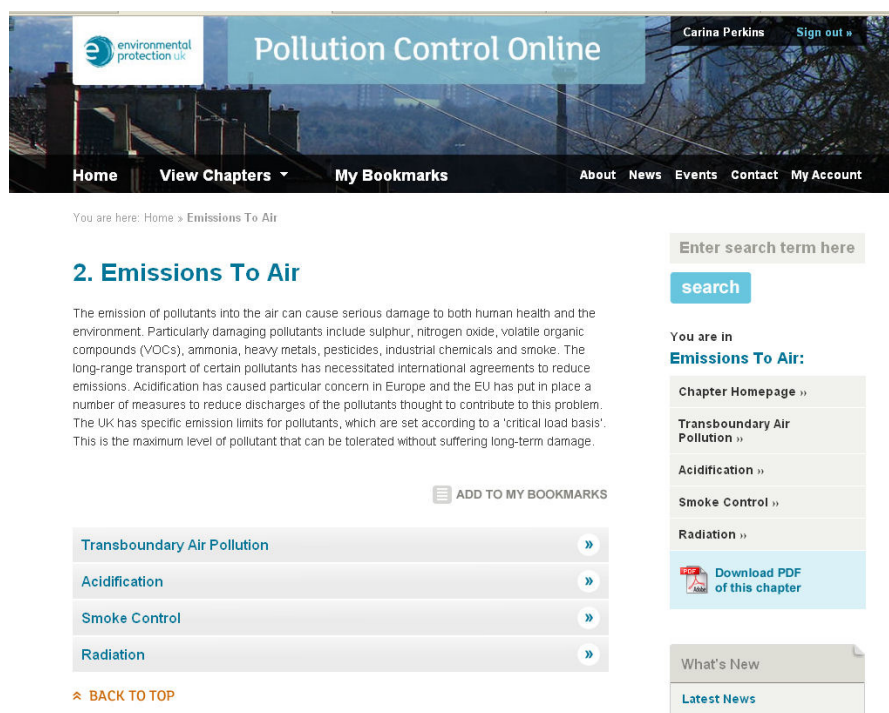 environmental
protection uk
Pollution Control Online
Carina Perkins Sign out »
Home View Chapters My Bookmarks About News Events Contact My Account
You are here: Home » Emissions To Air
2. Emissions To Air
The emission of pollutants into the air can cause serious damage to both human health and the
environment. Particularly damaging pollutants include sulphur, nitrogen oxide, volatile organic
compounds (VOCs), ammonia, heavy metals, pesticides, industrial chemicals and smoke. The
long-range transport of certain pollutants has necessitated international agreements to reduce
emissions. Acidification has caused particular concern in Europe and the EU has put in place a
number of measures to reduce discharges of the pollutants thought to contribute to this problem.
The UK has specific emission limits for pollutants, which are set according to a 'critical load basis'.
This is the maximum level of pollutant that can be tolerated without suffering long-term damage.
ADD TO MY BOOKMARKS
Transboundary Air Pollution »
Acidification »
Smoke Control »
Radiation »
BACK TO TOP
Enter search term here
search
You are in
Emissions To Air:
Chapter Homepage »
Transboundary Air
Pollution »
Acidification »
Smoke Control »
Radiation »
PDF
Adobe
Download PDF
of this chapter
What's New
Latest News